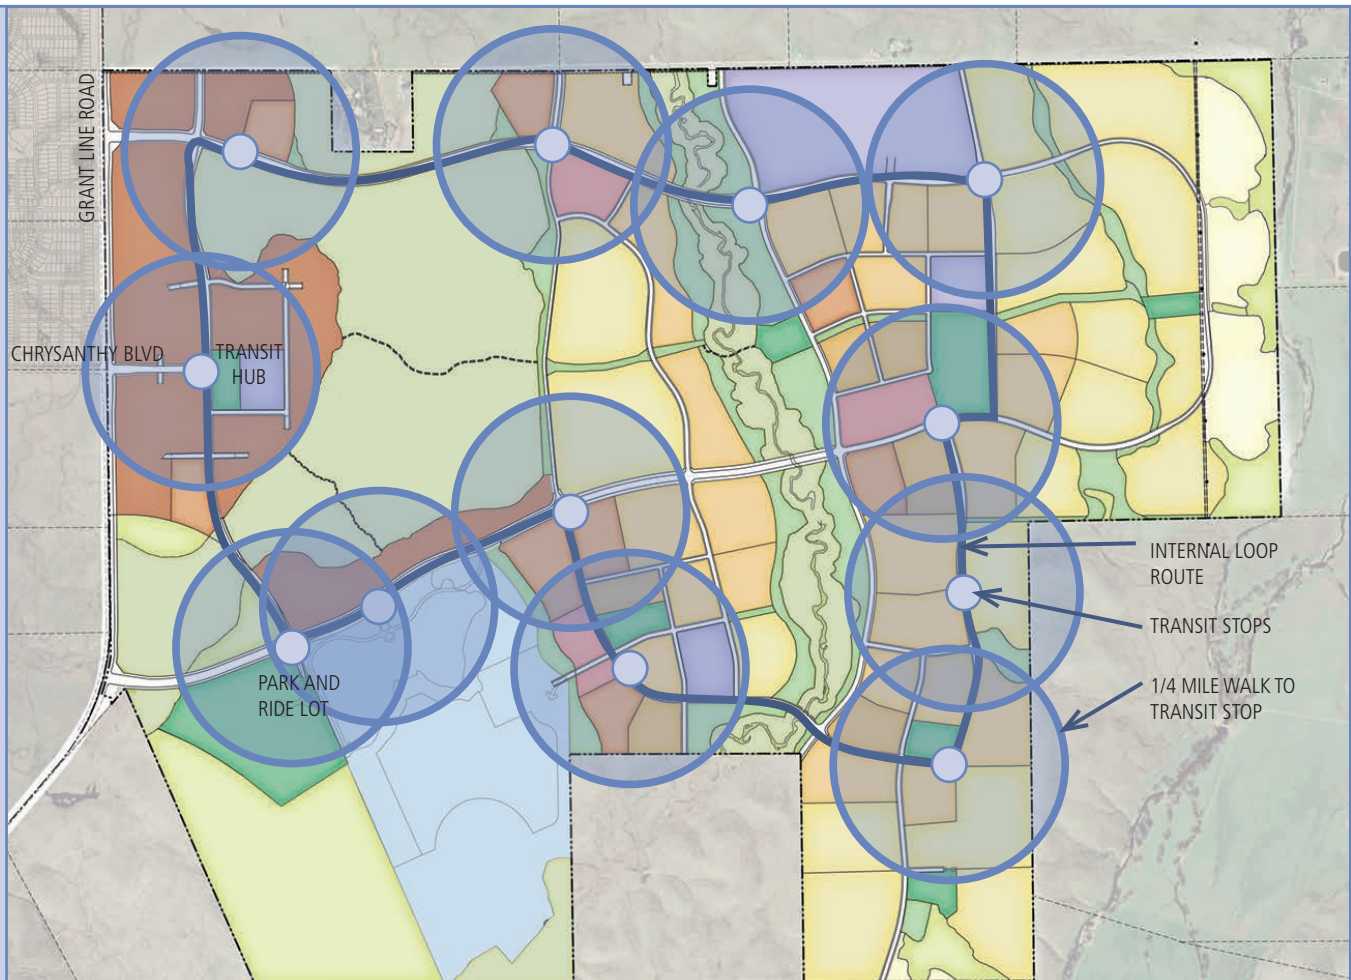 GRANT LINE ROAD
CHRYSANTHY BLVD
TRANSIT
HUB
PARK AND
RIDE LOT
INTERNAL LOOP
ROUTE
TRANSIT STOPS
1/4 MILE WALK TO
TRANSIT STOP